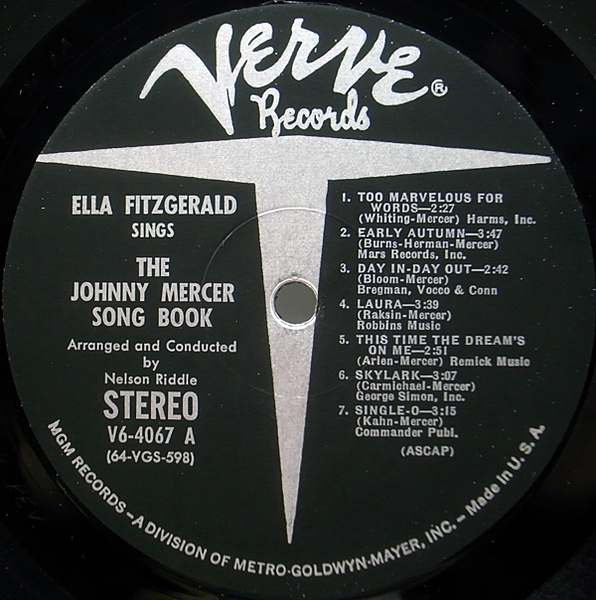 Verve ®
Records
ELLA FITZGERALD
SINGS
THE
JOHNNY MERCER
SONG BOOK
Arranged and Conducted
by
Nelson Riddle
STEREO
V6-4067 A
(64-VGS-598)
1. TOO MARVELOUS FOR
WORDS—2:27
(Whiting-Mercer) Harms, Inc.
2. EARLY AUTUMN—3:47
(Burns-Herman-Mercer)
Mars Records, Inc.
3. DAY IN-DAY OUT—2:42
(Bloom-Mercer)
Bregman, Vocco & Conn
4. LAURA—3:39
(Raksin-Mercer)
Robbins Music
5. THIS TIME THE DREAM'S
ON ME—2:51
(Arlen-Mercer) Remick Music
6. SKYLARK—3:07
(Carmichael-Mercer)
George Simon, Inc.
7. SINGLE-O—3:15
(Kahn-Mercer)
Commander Publ.
(ASCAP)
MGM RECORDS—A DIVISION OF METRO-GOLDWYN-MAYER, INC.—Made in U. S. A.